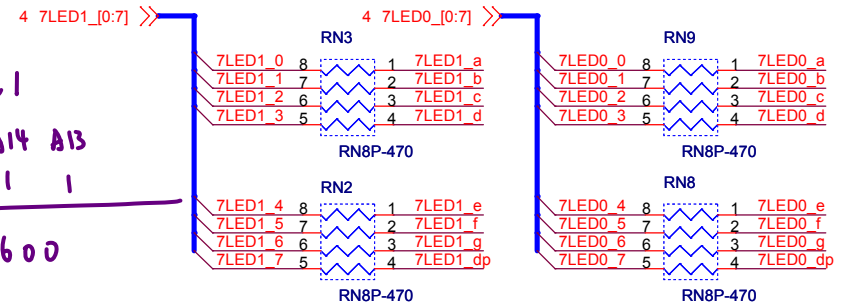 4 7LED1_[0:7]
RN3
7LED1_0 8 1 7LED1_a
7LED1_1 7 2 7LED1_b
7LED1_2 6 3 7LED1_c
7LED1_3 5 4 7LED1_d
RN8P-470
RN2
7LED1_4 8 1 7LED1_e
7LED1_5 7 2 7LED1_f
7LED1_6 6 3 7LED1_g
7LED1_7 5 4 7LED1_dp
RN8P-470
4 7LED0_[0:7]
RN9
7LED0_0 8 1 7LED0_a
7LED0_1 7 2 7LED0_b
7LED0_2 6 3 7LED0_c
7LED0_3 5 4 7LED0_d
RN8P-470
RN8
7LED0_4 8 1 7LED0_e
7LED0_5 7 2 7LED0_f
7LED0_6 6 3 7LED0_g
7LED0_7 5 4 7LED0_dp
RN8P-470
A14 A13
1 1
600